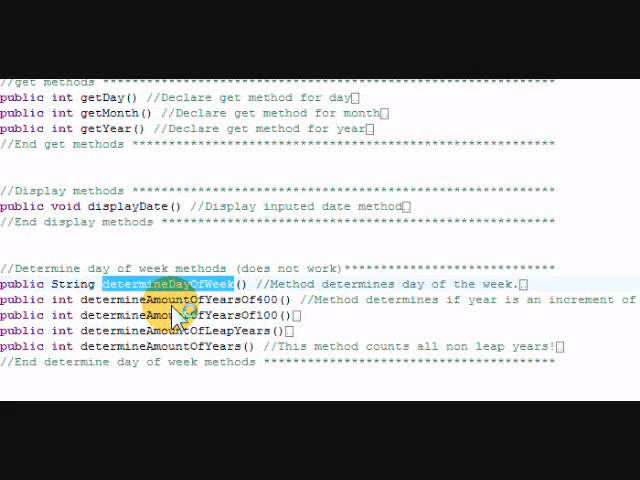 //get methods ********************************************************
public int getDay() //Declare get method for day
public int getMonth() //Declare get method for month
public int getYear() //Declare get method for year
//End get methods **********************************************************
//Display methods **********************************************************
public void displayDate() //Display inputed date method
//End display methods ******************************************************
//Determine day of week methods (does not work)*****************************
public String determineDayOfWeek() //Method determines day of the week.
public int determineAmountOfYearsOf400() //Method determines if year is an increment of
public int determineAmountOfYearsOf100()
public int determineAmountOfLeapYears()
public int determineAmountOfYears() //This method counts all non leap years!
//End determine day of week methods ****************************************